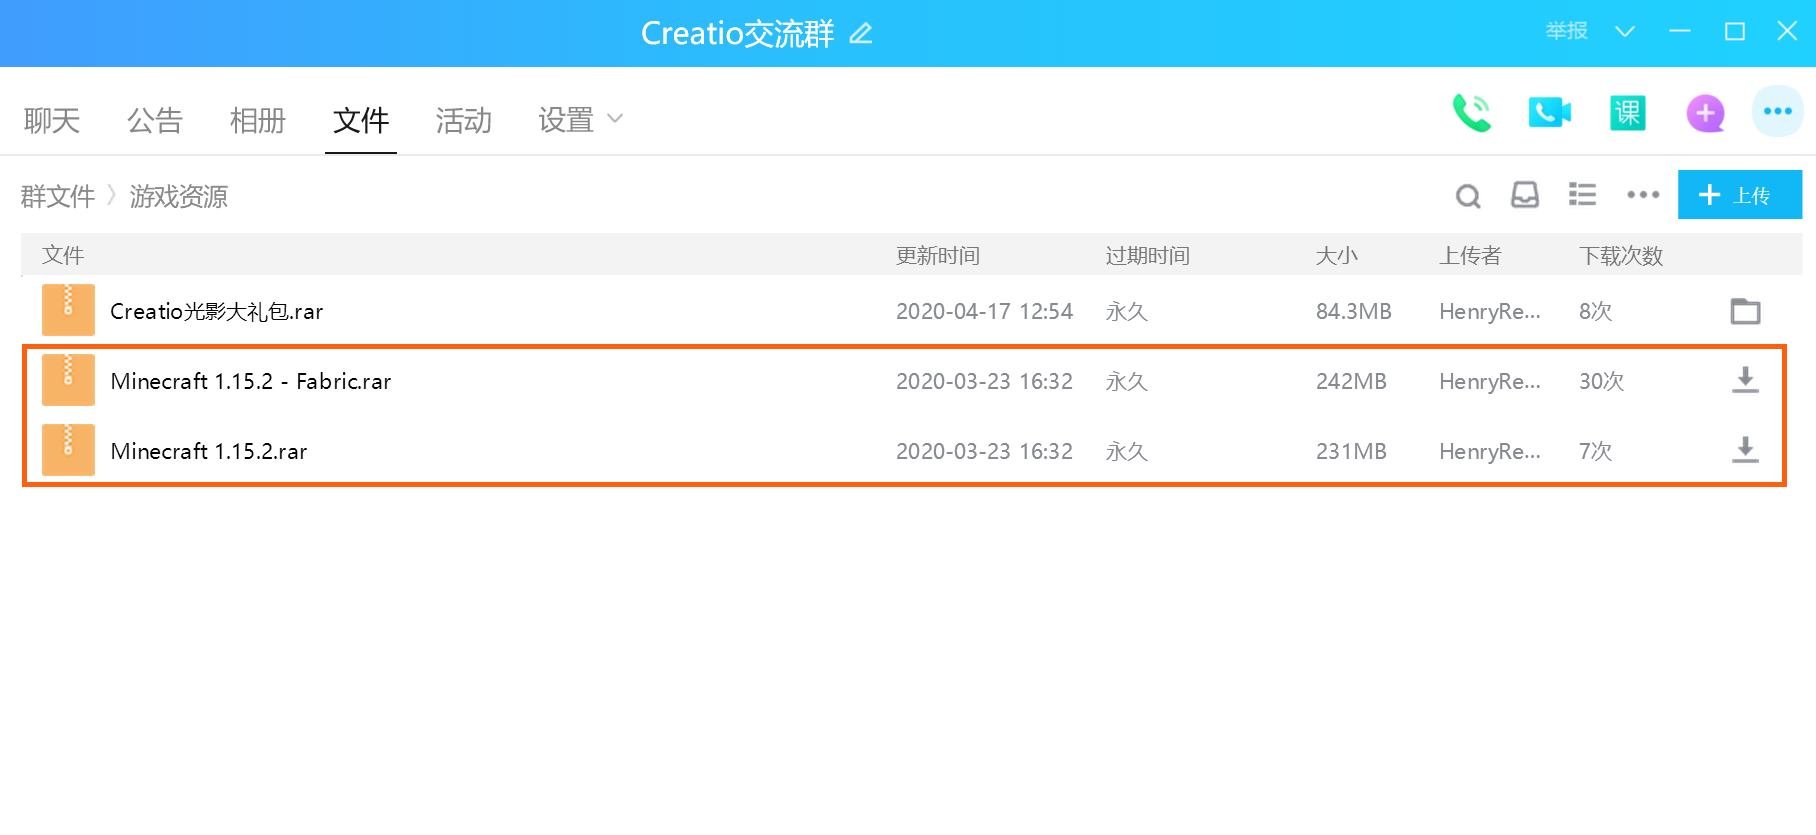 Creatio交流群
举报
聊天 公告 相册 文件 活动 设置
课
群文件 〉 游戏资源
上传
文件 更新时间 过期时间 大小 上传者 下载次数
Creatio光影大礼包.rar 2020-04-17 12:54 永久 84.3MB HenryRe... 8次
Minecraft 1.15.2 - Fabric.rar 2020-03-23 16:32 永久 242MB HenryRe... 30次
Minecraft 1.15.2.rar 2020-03-23 16:32 永久 231MB HenryRe... 7次